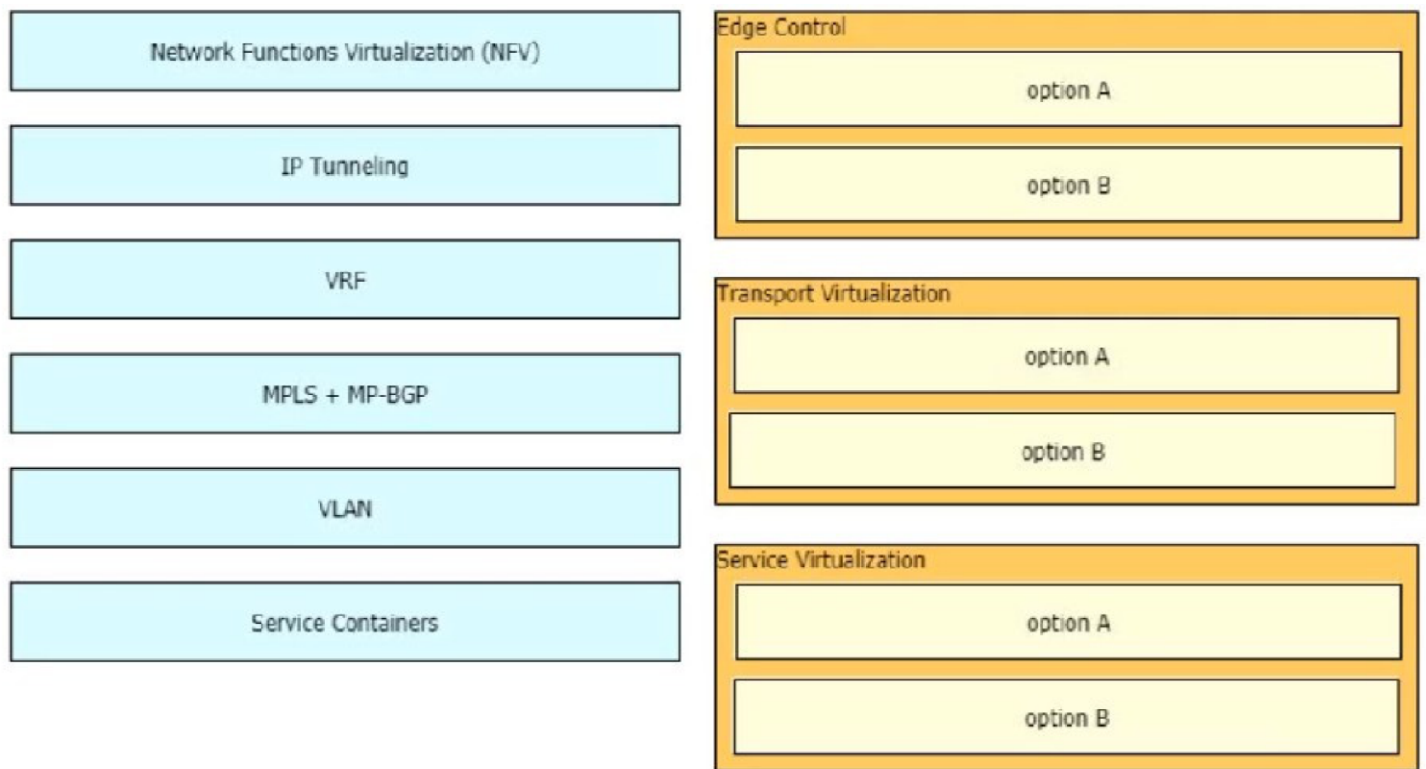 Network Functions Virtualization (NFV)
IP Tunneling
VRF
MPLS + MP-BGP
VLAN
Service Containers
Edge Control
option A
option B
Transport Virtualization
option A
option B
Service Virtualization
option A
option B